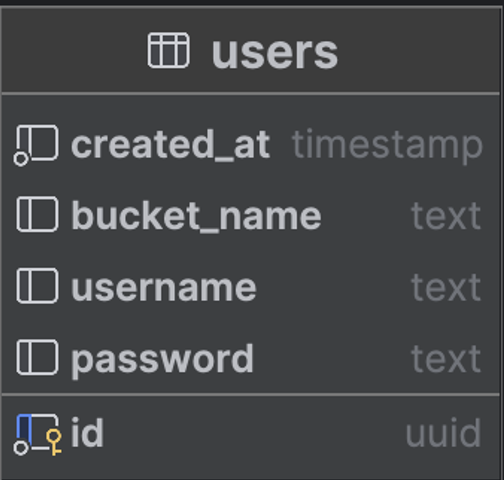 users
created_at timestamp
bucket_name text
username text
password text
id uuid